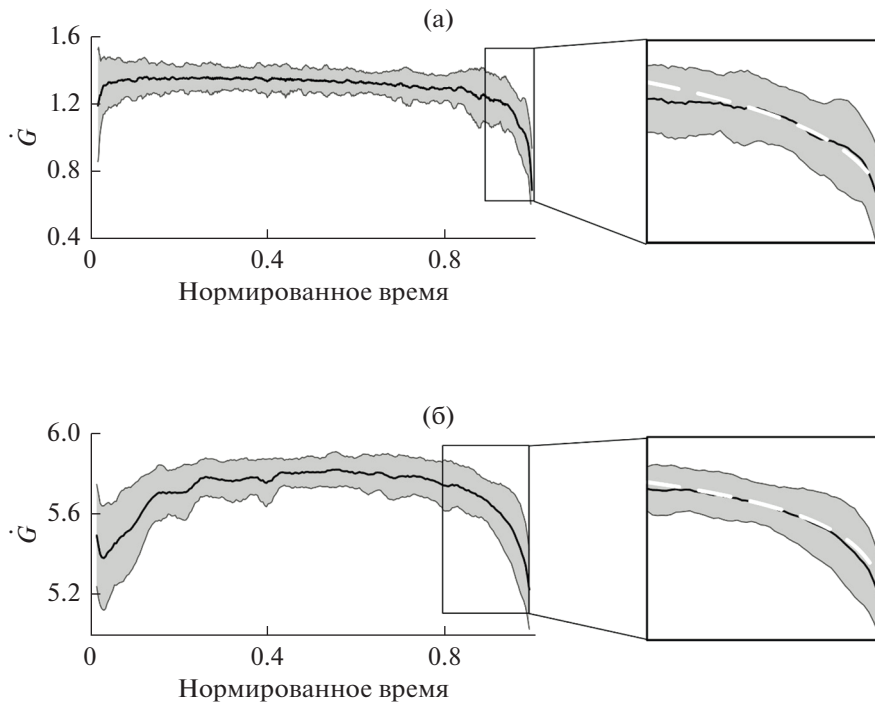 (а)
1.6
1.2
0.8
0.4
Ġ
0
0.4
0.8
Нормированное время
(б)
6.0
5.6
5.2
Ġ
0
0.4
0.8
Нормированное время